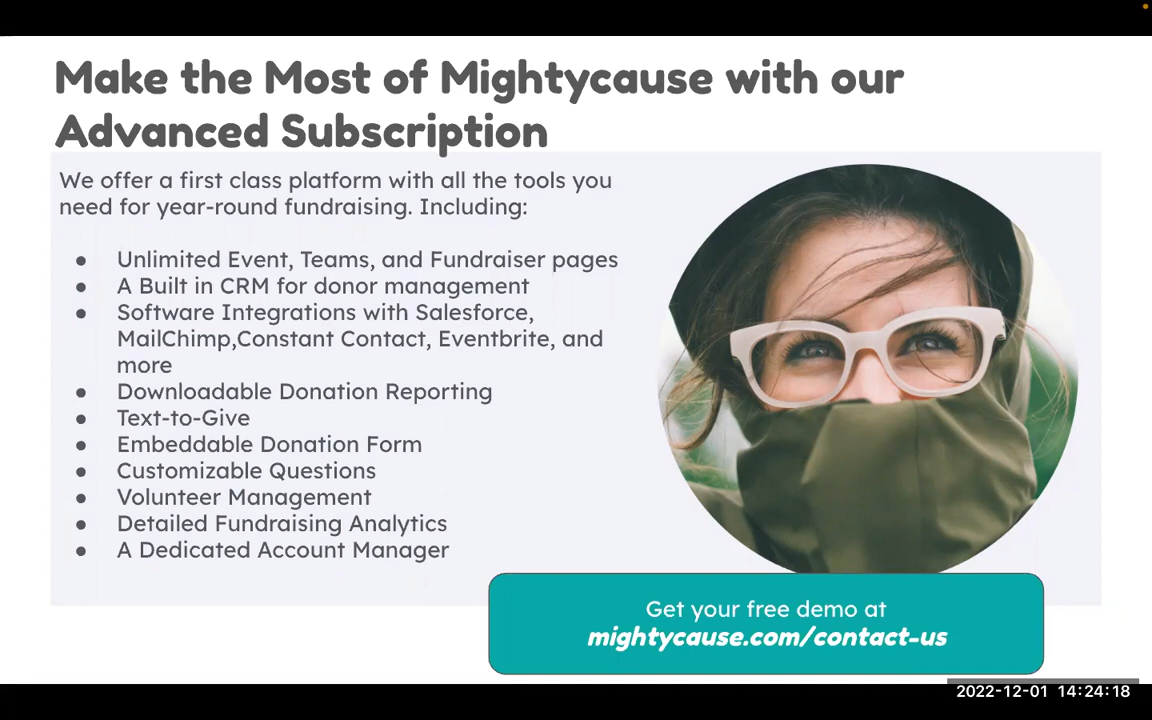 Make the Most of Mightycause with our
Advanced Subscription
We offer a first class platform with all the tools you
need for year-round fundraising. Including:
● Unlimited Event, Teams, and Fundraiser pages
● A Built in CRM for donor management
● Software Integrations with Salesforce,
MailChimp,Constant Contact, Eventbrite, and
more
● Downloadable Donation Reporting
● Text-to-Give
● Embeddable Donation Form
● Customizable Questions
● Volunteer Management
● Detailed Fundraising Analytics
● A Dedicated Account Manager
Get your free demo at
mightycause.com/contact-us
2022-12-01 14:24:18